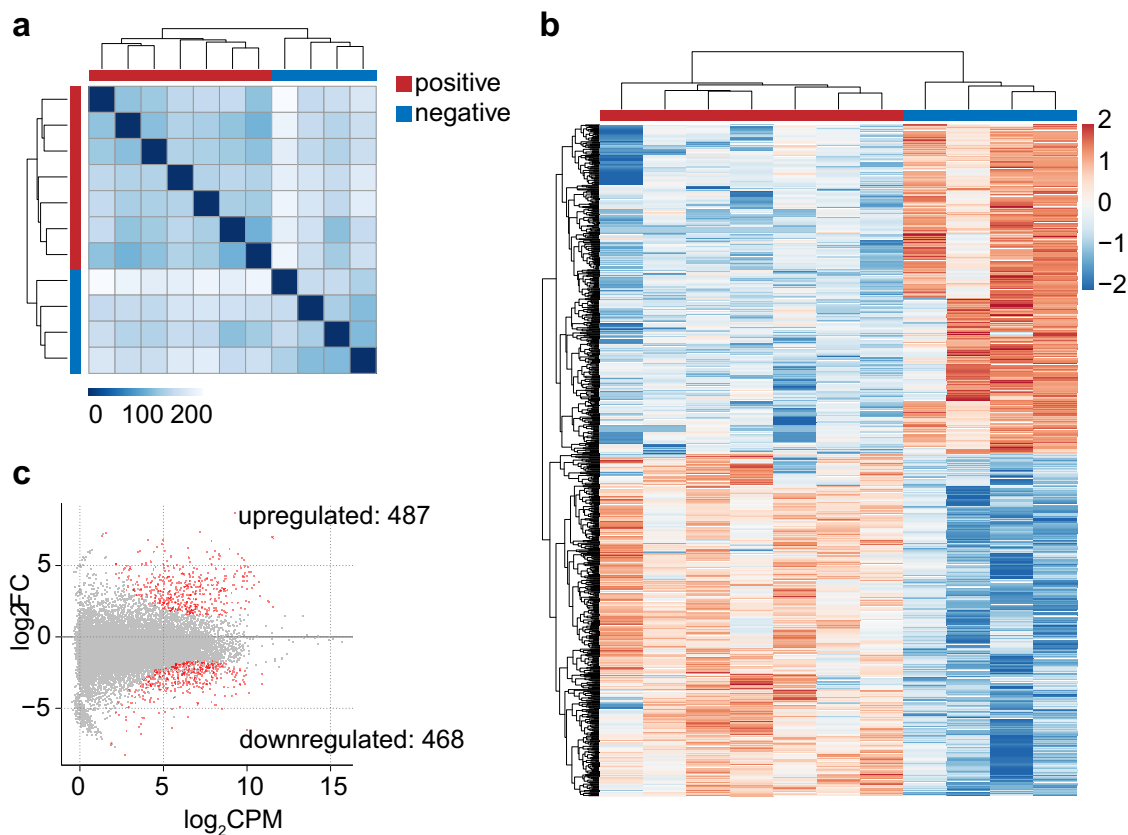 a
positive
negative
0 100 200
b
2
1
0
−1
−2
c
upregulated: 487
5
0
−5
log2FC
downregulated: 468
0 5 10 15
log₂CPM